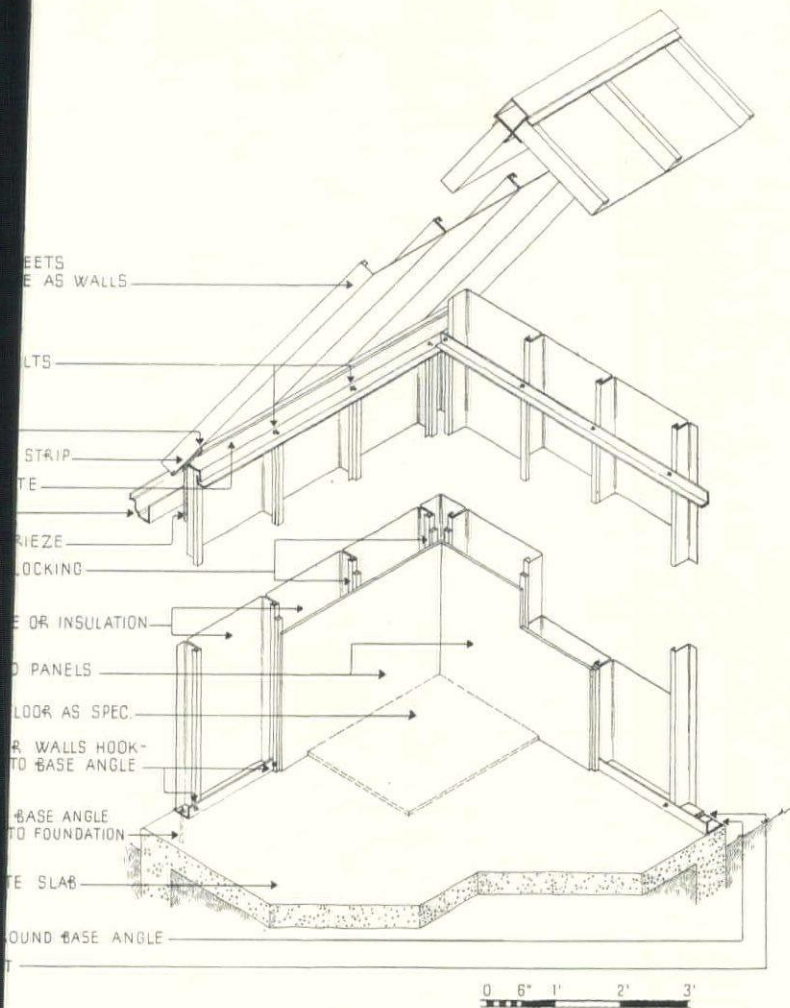 EETS
E AS WALLS
LTS
STRIP
TE
RIEZE
LOCKING
E OR INSULATION
D PANELS
LOOR AS SPEC.
R WALLS HOOK-
TO BASE ANGLE
BASE ANGLE
TO FOUNDATION
TE SLAB
OUND BASE ANGLE
T
0 6" 1' 2' 3'